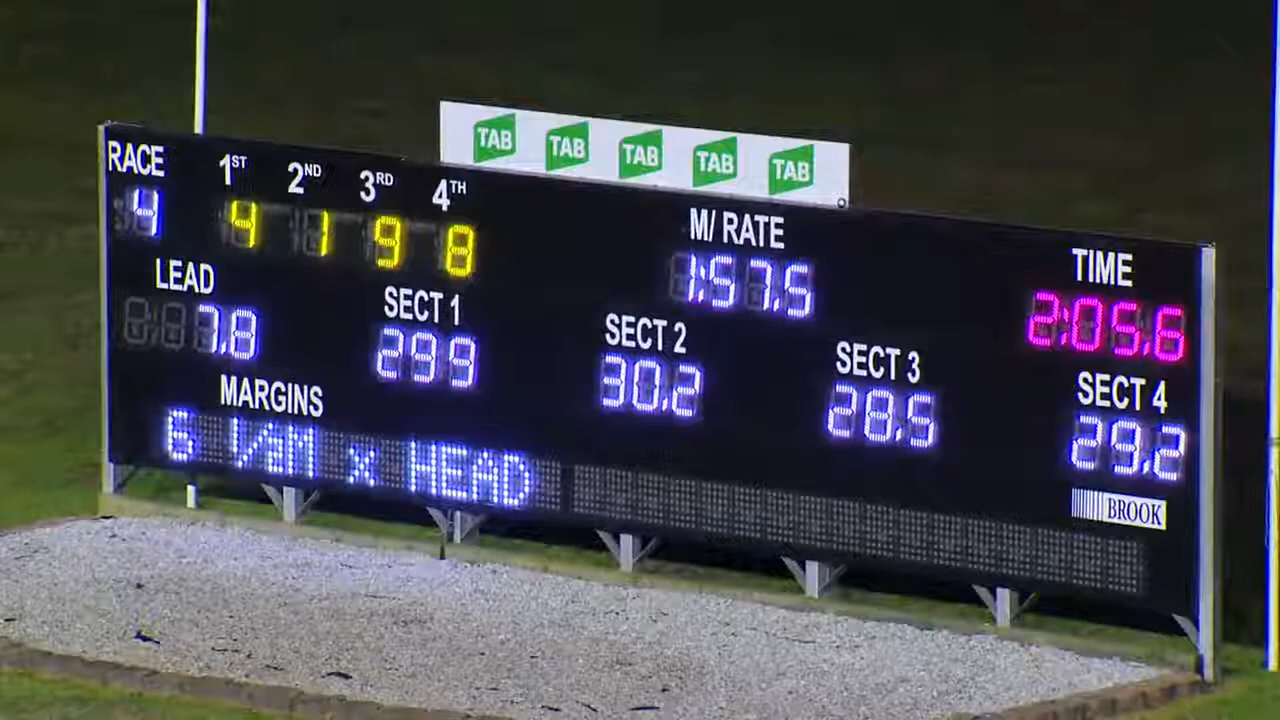 TAB TAB TAB TAB TAB
RACE 1ST 2ND 3RD 4TH
4 4 1 9 8
M/ RATE
1:57.5
TIME
2:05.6
LEAD
7.8
SECT 1
29.9
SECT 2
30.2
SECT 3
28.5
SECT 4
29.2
MARGINS
6 1/2M x HEAD
BROOK